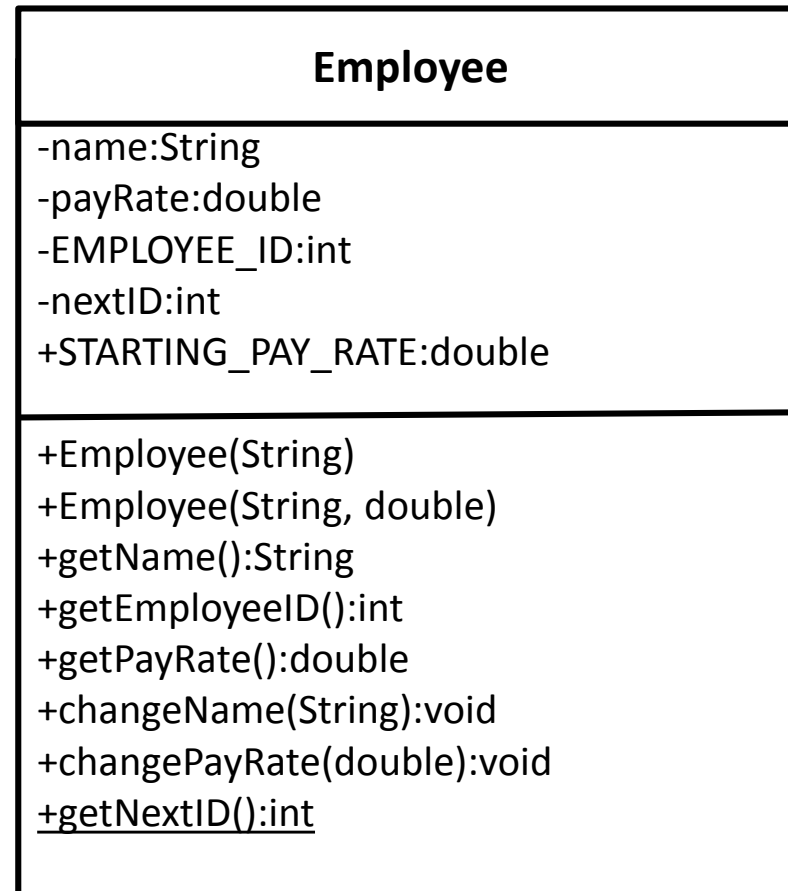 Employee
-name:String
-payRate:double
-EMPLOYEE_ID:int
-nextID:int
+STARTING_PAY_RATE:double
+Employee(String)
+Employee(String, double)
+getName():String
+getEmployeeID():int
+getPayRate():double
+changeName(String):void
+changePayRate(double):void
+getNextID():int